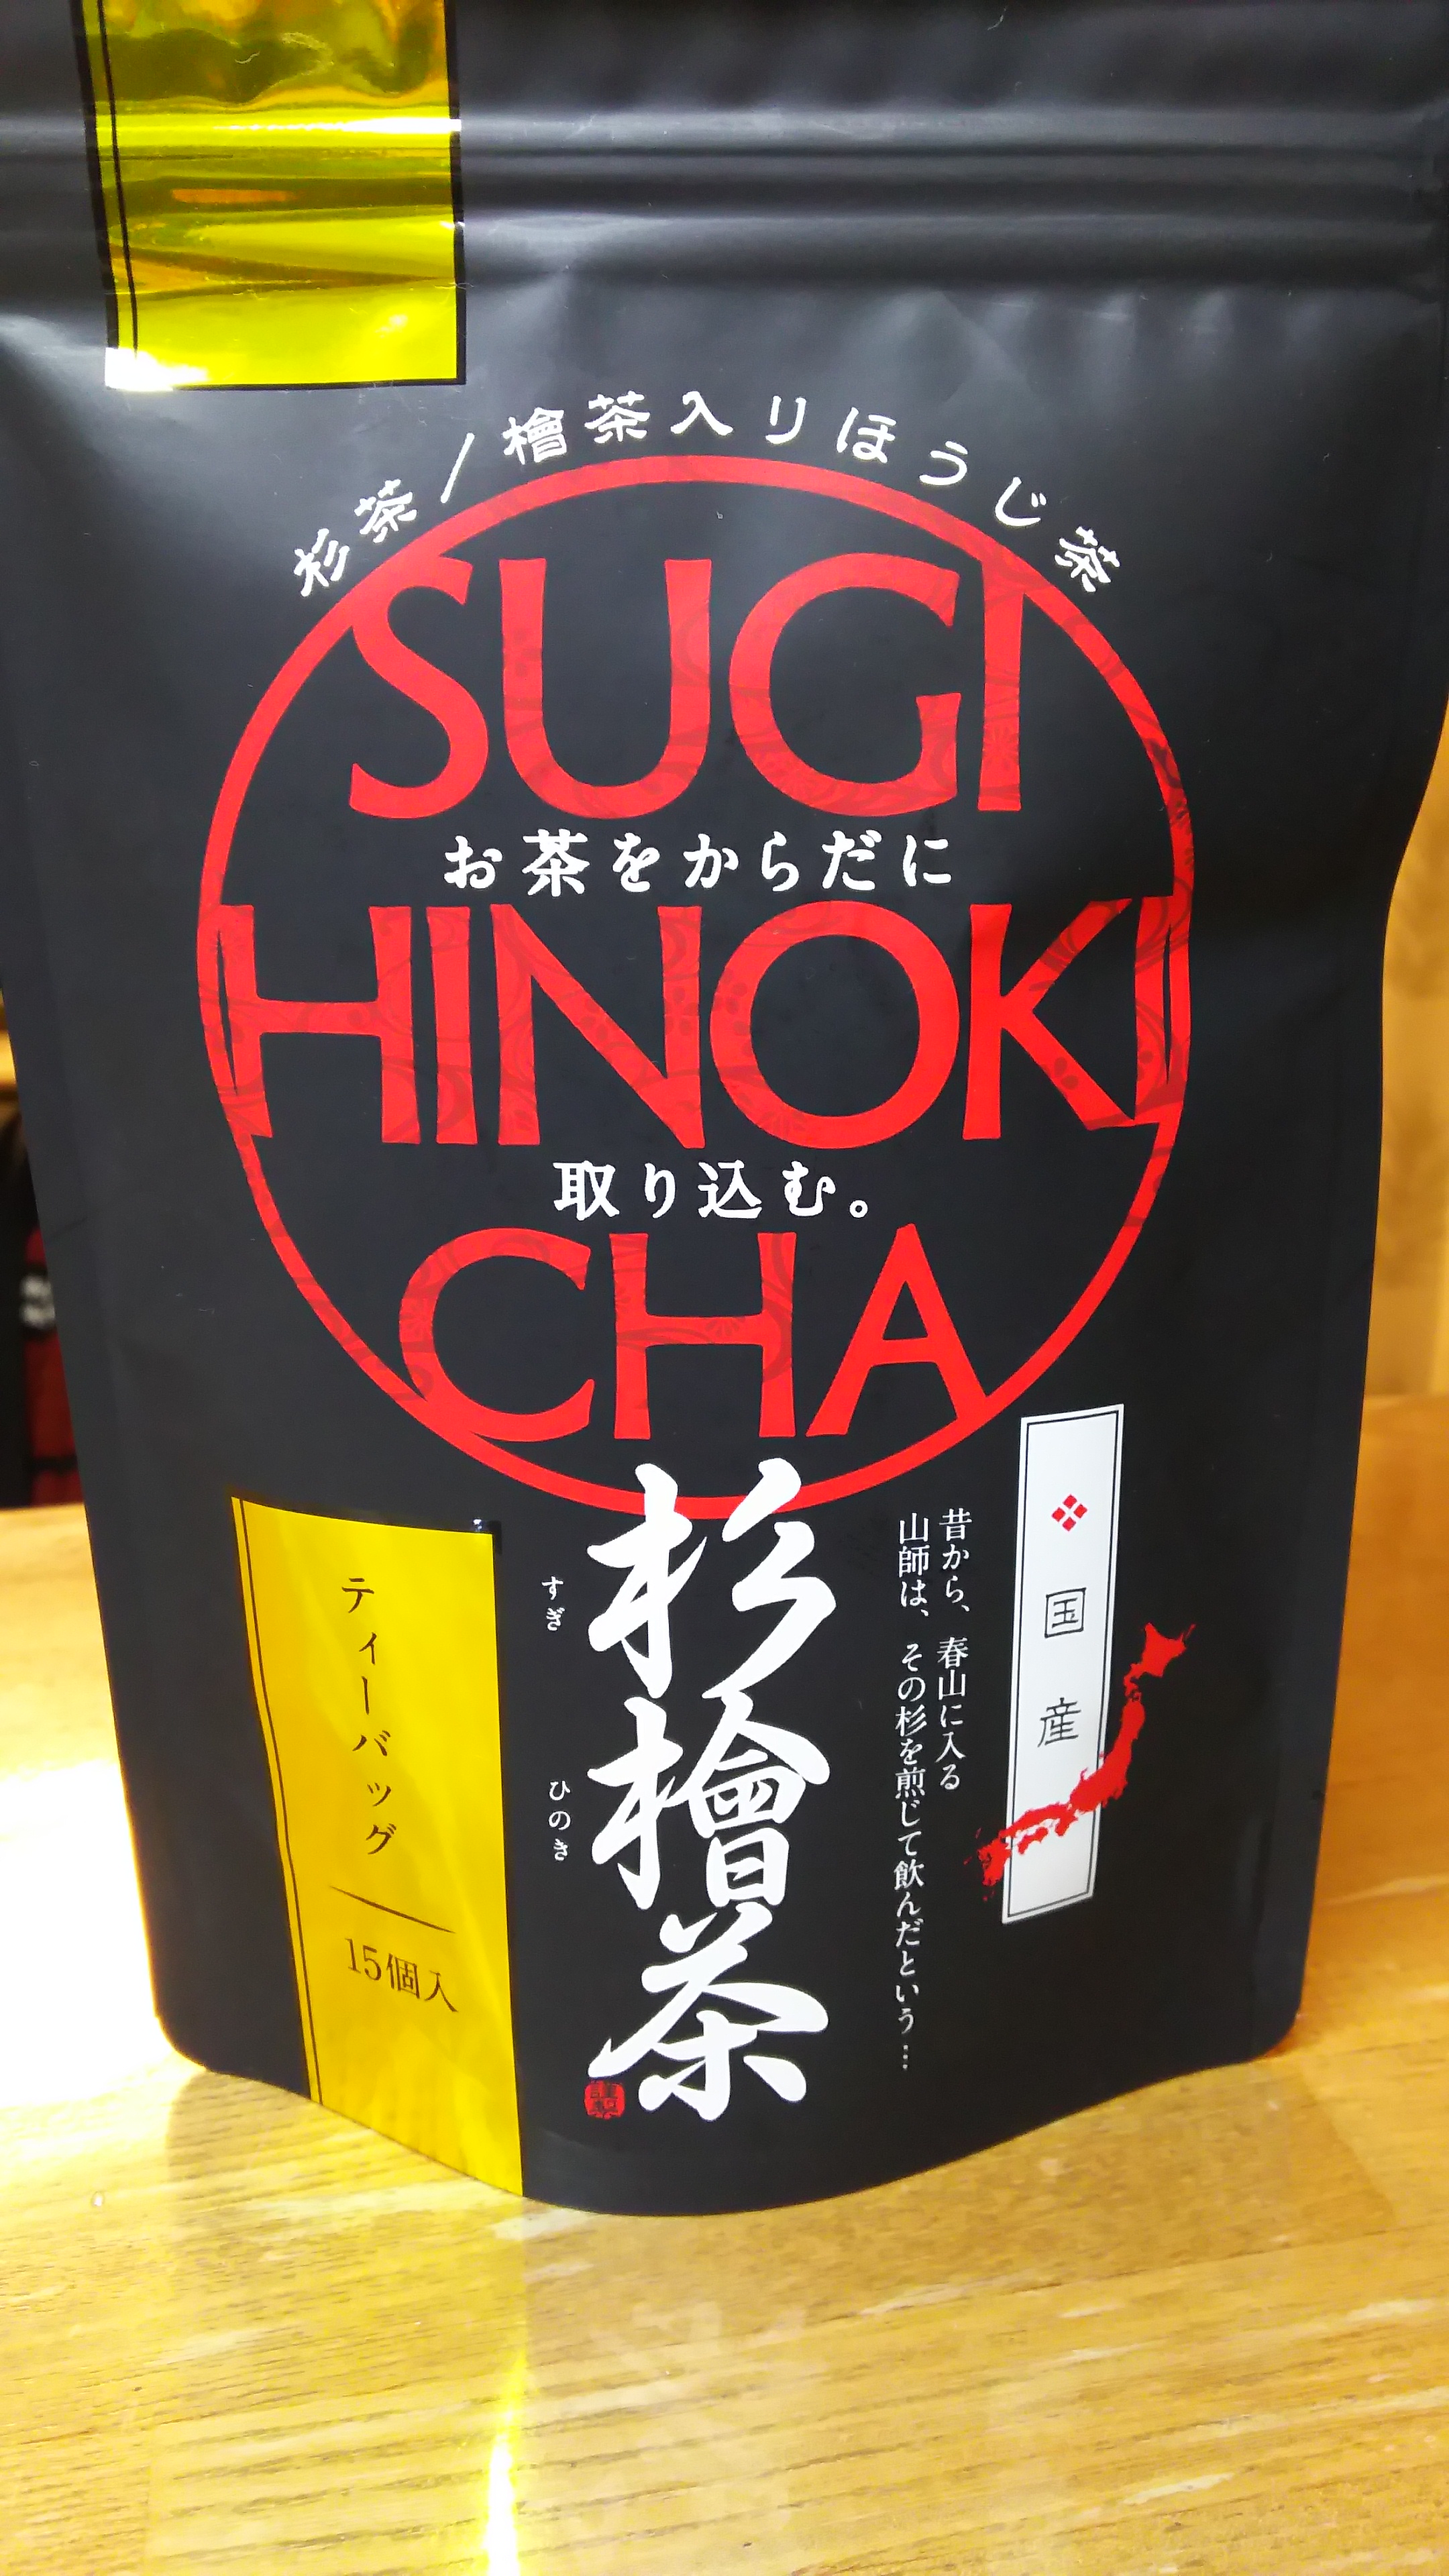 杉茶/檜茶入りほうじ茶
SUGI
お茶をからだに
HINOKI
取り込む。
CHA
国産
昔から、春山に入る
山師は、その杉を煎じて飲んだという…
杉檜茶
すぎ
ひのき
ティーバッグ
15個入